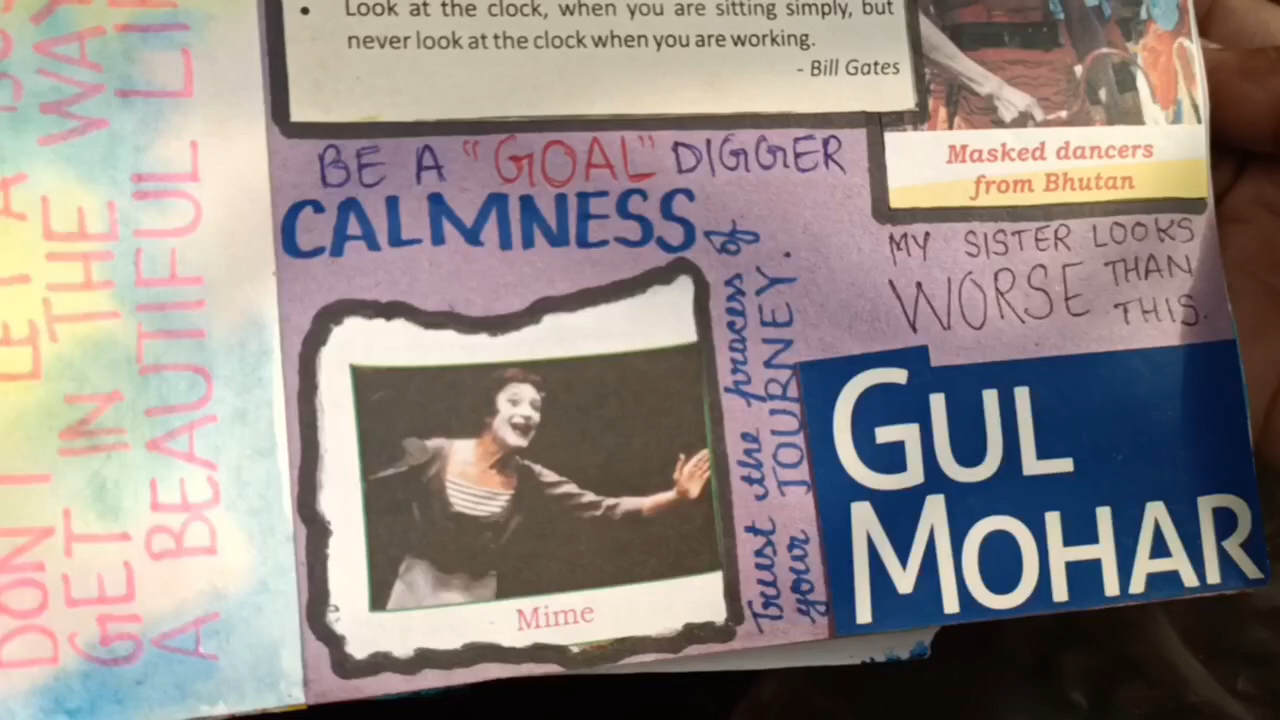 Look at the clock, when you are sitting simply, but
never look at the clock when you are working.
- Bill Gates
BE A "GOAL" DIGGER
CALMNESS
Masked dancers
from Bhutan
MY SISTER LOOKS
WORSE THAN
THIS.
Trust the process of
your JOURNEY.
Mime
GUL
MOHAR
DON'T LET A
GET IN THE WAY
A BEAUTIFUL